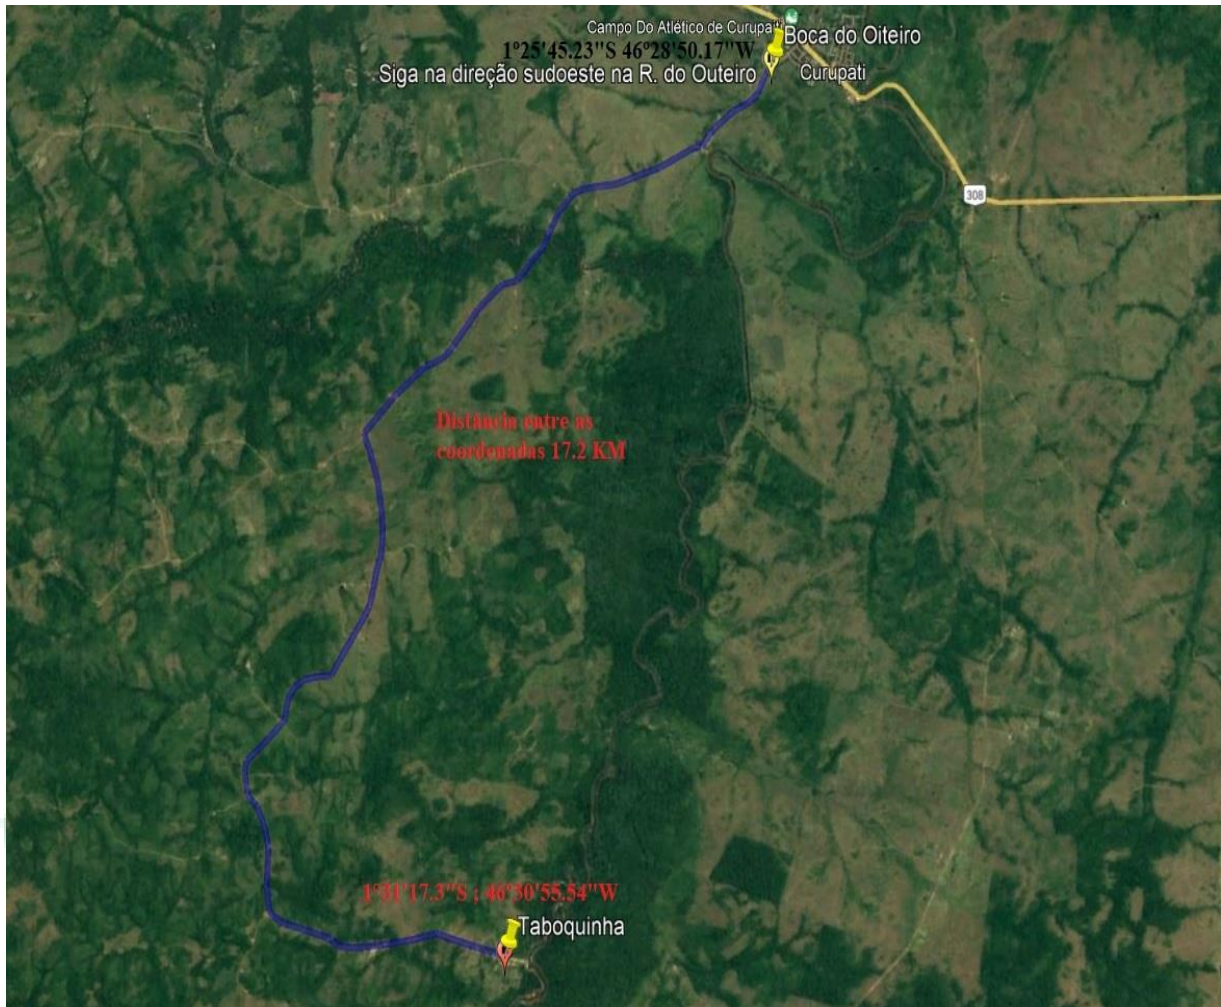 Campo Do Atlético de Curupati
Boca do Oiteiro
1°25'45.23"S 46°28'50.17"W
Siga na direção sudoeste na R. do Outeiro
Curupati
308
Distância entre as
coordenadas 17.2 KM
1°31'17.3"S ; 46°30'55.54"W
Taboquinha